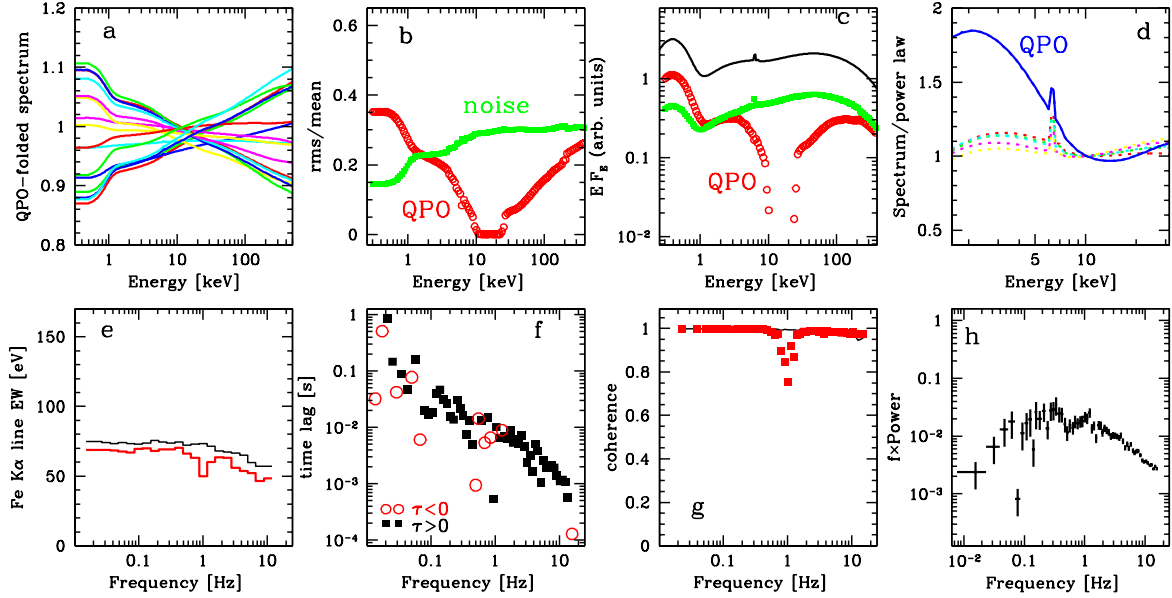 a
QPO-folded spectrum
1.2
1.1
1
0.9
0.8
1
10
100
Energy [keV]
b
noise
QPO
rms/mean
0.6
0.4
0.2
0
1
10
100
Energy [keV]
c
QPO
E F_E (arb. units)
1
0.1
10⁻²
1
10
100
Energy [keV]
d
QPO
Spectrum/power law
2
1.5
1
0.5
5
10
Energy [keV]
e
Fe Kα line EW [eV]
150
100
50
0
0.1
1
10
Frequency [Hz]
f
τ<0
τ>0
time lag [s]
1
0.1
10⁻²
10⁻³
10⁻⁴
0.1
1
10
Frequency [Hz]
g
coherence
1
0.8
0.6
0.4
0.2
0
0.1
1
10
Frequency [Hz]
h
f×Power
1
0.1
10⁻²
10⁻³
10⁻²
0.1
1
10
Frequency [Hz]